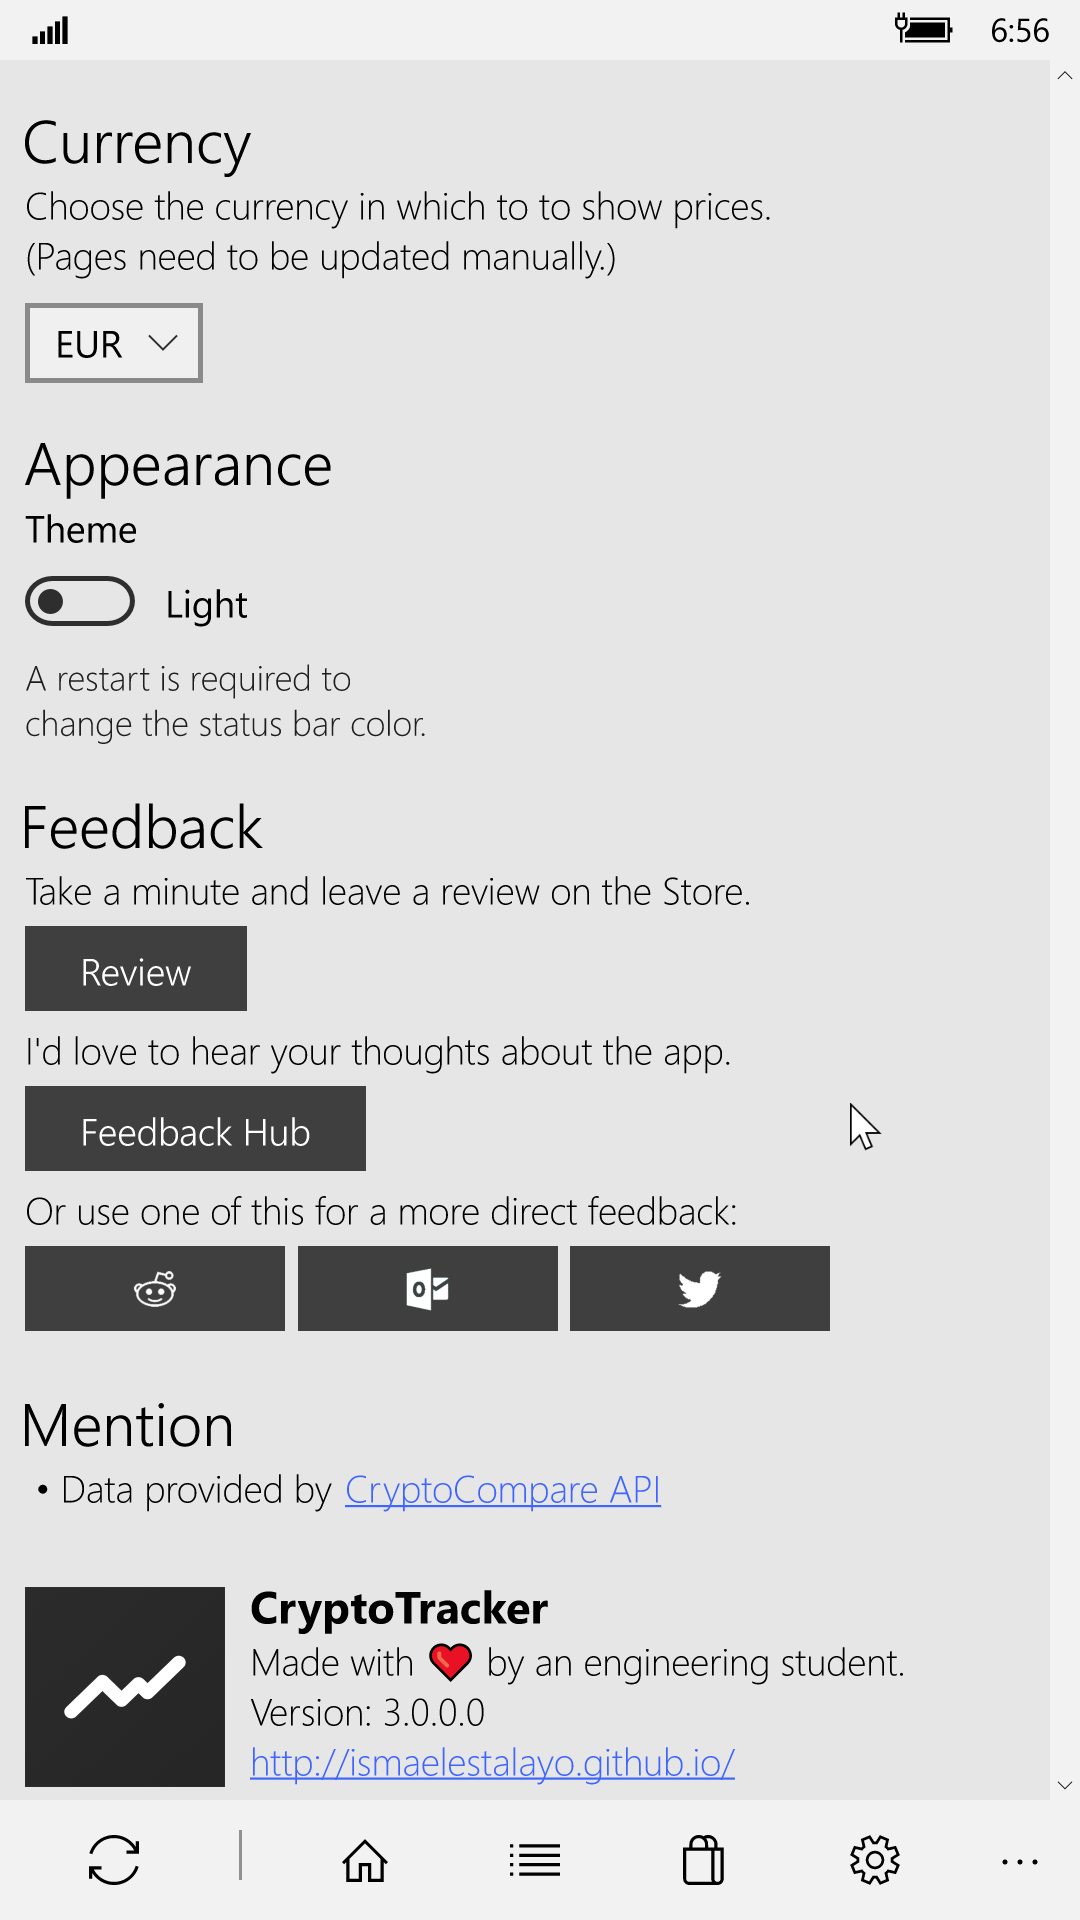 6:56
Currency
Choose the currency in which to to show prices.
(Pages need to be updated manually.)
EUR
Appearance
Theme
Light
A restart is required to
change the status bar color.
Feedback
Take a minute and leave a review on the Store.
Review
I'd love to hear your thoughts about the app.
Feedback Hub
Or use one of this for a more direct feedback:
Mention
• Data provided by CryptoCompare API
CryptoTracker
Made with ❤ by an engineering student.
Version: 3.0.0.0
http://ismaelestalayo.github.io/